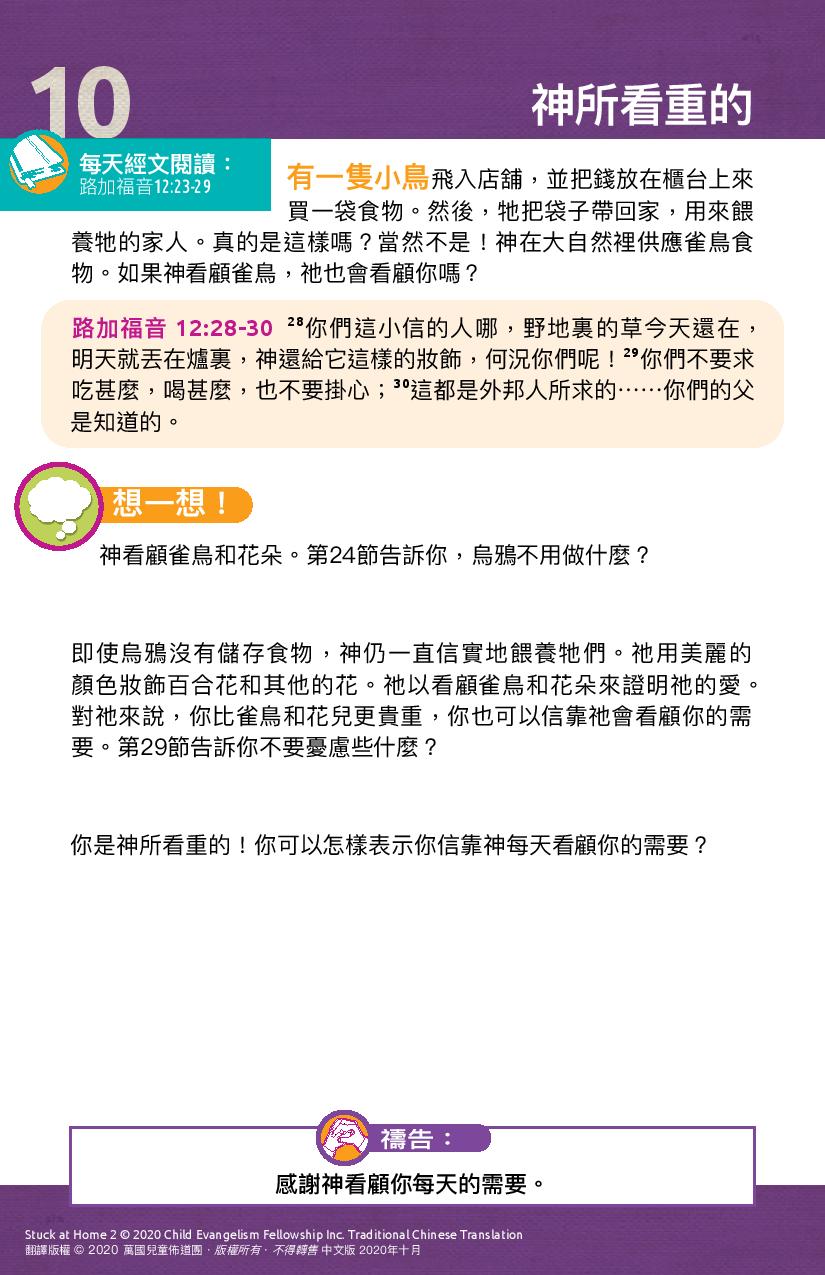 10
神所看重的
每天經文閱讀：
路加福音12:23-29
有一隻小鳥飛入店舖，並把錢放在櫃台上來
買一袋食物。然後，牠把袋子帶回家，用來餵
養牠的家人。真的是這樣嗎？當然不是！神在大自然裡供應雀鳥食
物。如果神看顧雀鳥，祂也會看顧你嗎？
路加福音 12:28-30 28你們這小信的人哪，野地裏的草今天還在，
明天就丟在爐裏，神還給它這樣的妝飾，何況你們呢！29你們不要求
吃甚麼，喝甚麼，也不要掛心；30這都是外邦人所求的……你們的父
是知道的。
想一想！
神看顧雀鳥和花朵。第24節告訴你，烏鴉不用做什麼？
即使烏鴉沒有儲存食物，神仍一直信實地餵養牠們。祂用美麗的
顏色妝飾百合花和其他的花。祂以看顧雀鳥和花朵來證明祂的愛。
對祂來說，你比雀鳥和花兒更貴重，你也可以信靠祂會看顧你的需
要。第29節告訴你不要憂慮些什麼？
你是神所看重的！你可以怎樣表示你信靠神每天看顧你的需要？
禱告：
感謝神看顧你每天的需要。
Stuck at Home 2 © 2020 Child Evangelism Fellowship Inc. Traditional Chinese Translation
翻譯版權 © 2020 萬國兒童佈道團．版權所有．不得轉售 中文版 2020年十月